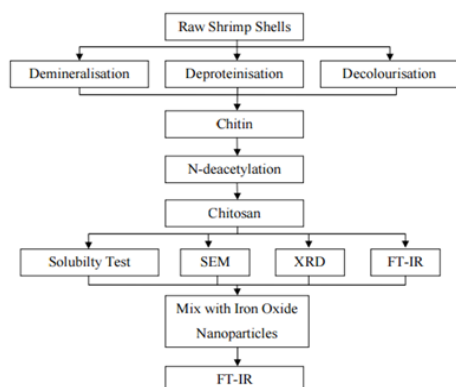 Raw Shrimp Shells
Demineralisation
Deproteinisation
Decolourisation
Chitin
N-deacetylation
Chitosan
Solubilty Test
SEM
XRD
FT-IR
Mix with Iron Oxide
Nanoparticles
FT-IR